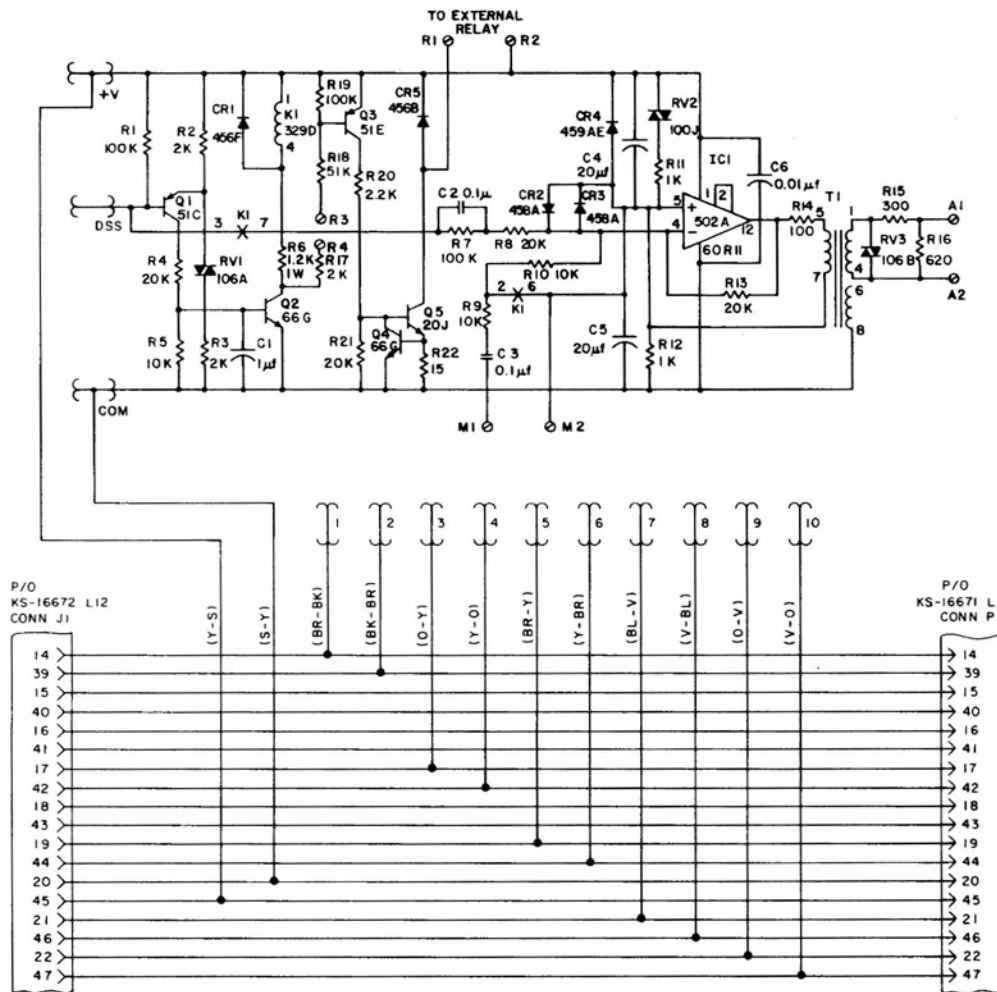 TO EXTERNAL
RELAY
R1
R2
+V
R1
100K
R2
2K
CR1
456F
1
K1
329D
4
R19
100K
Q3
51E
CR5
456B
CR4
459AE
C4
20µf
RV2
100J
R11
1K
IC1
C6
0.01µf
R18
51K
R20
2.2K
R3
R4
Q1
51C
DSS
3
K1
7
C2 0.1µ
R7
100K
R8 20K
CR2
458A
CR3
458A
5
+
4
−
1
2
502A
12
60R11
R14
100
T1
5
7
1
4
6
8
R15
300
A1
RV3
106B
R16
620
A2
R4
20K
RV1
106A
R6
1.2K
1W
R17
2K
R10 10K
2
6
K1
R9
10K
R13
20K
Q2
66G
Q5
20J
Q4
66G
R5
10K
R3
2K
C1
1µf
R21
20K
R22
15
C3
0.1µf
C5
20µf
R12
1K
COM
M1
M2
1
2
3
4
5
6
7
8
9
10
P/O
KS-16672 L12
CONN J1
P/O
KS-16671 L
CONN P
(Y-S)
(S-Y)
(BR-BK)
(BK-BR)
(O-Y)
(Y-O)
(BR-Y)
(Y-BR)
(BL-V)
(V-BL)
(O-V)
(V-O)
14 14
39 39
15 15
40 40
16 16
41 41
17 17
42 42
18 18
43 43
19 19
44 44
20 20
45 45
21 21
46 46
22 22
47 47